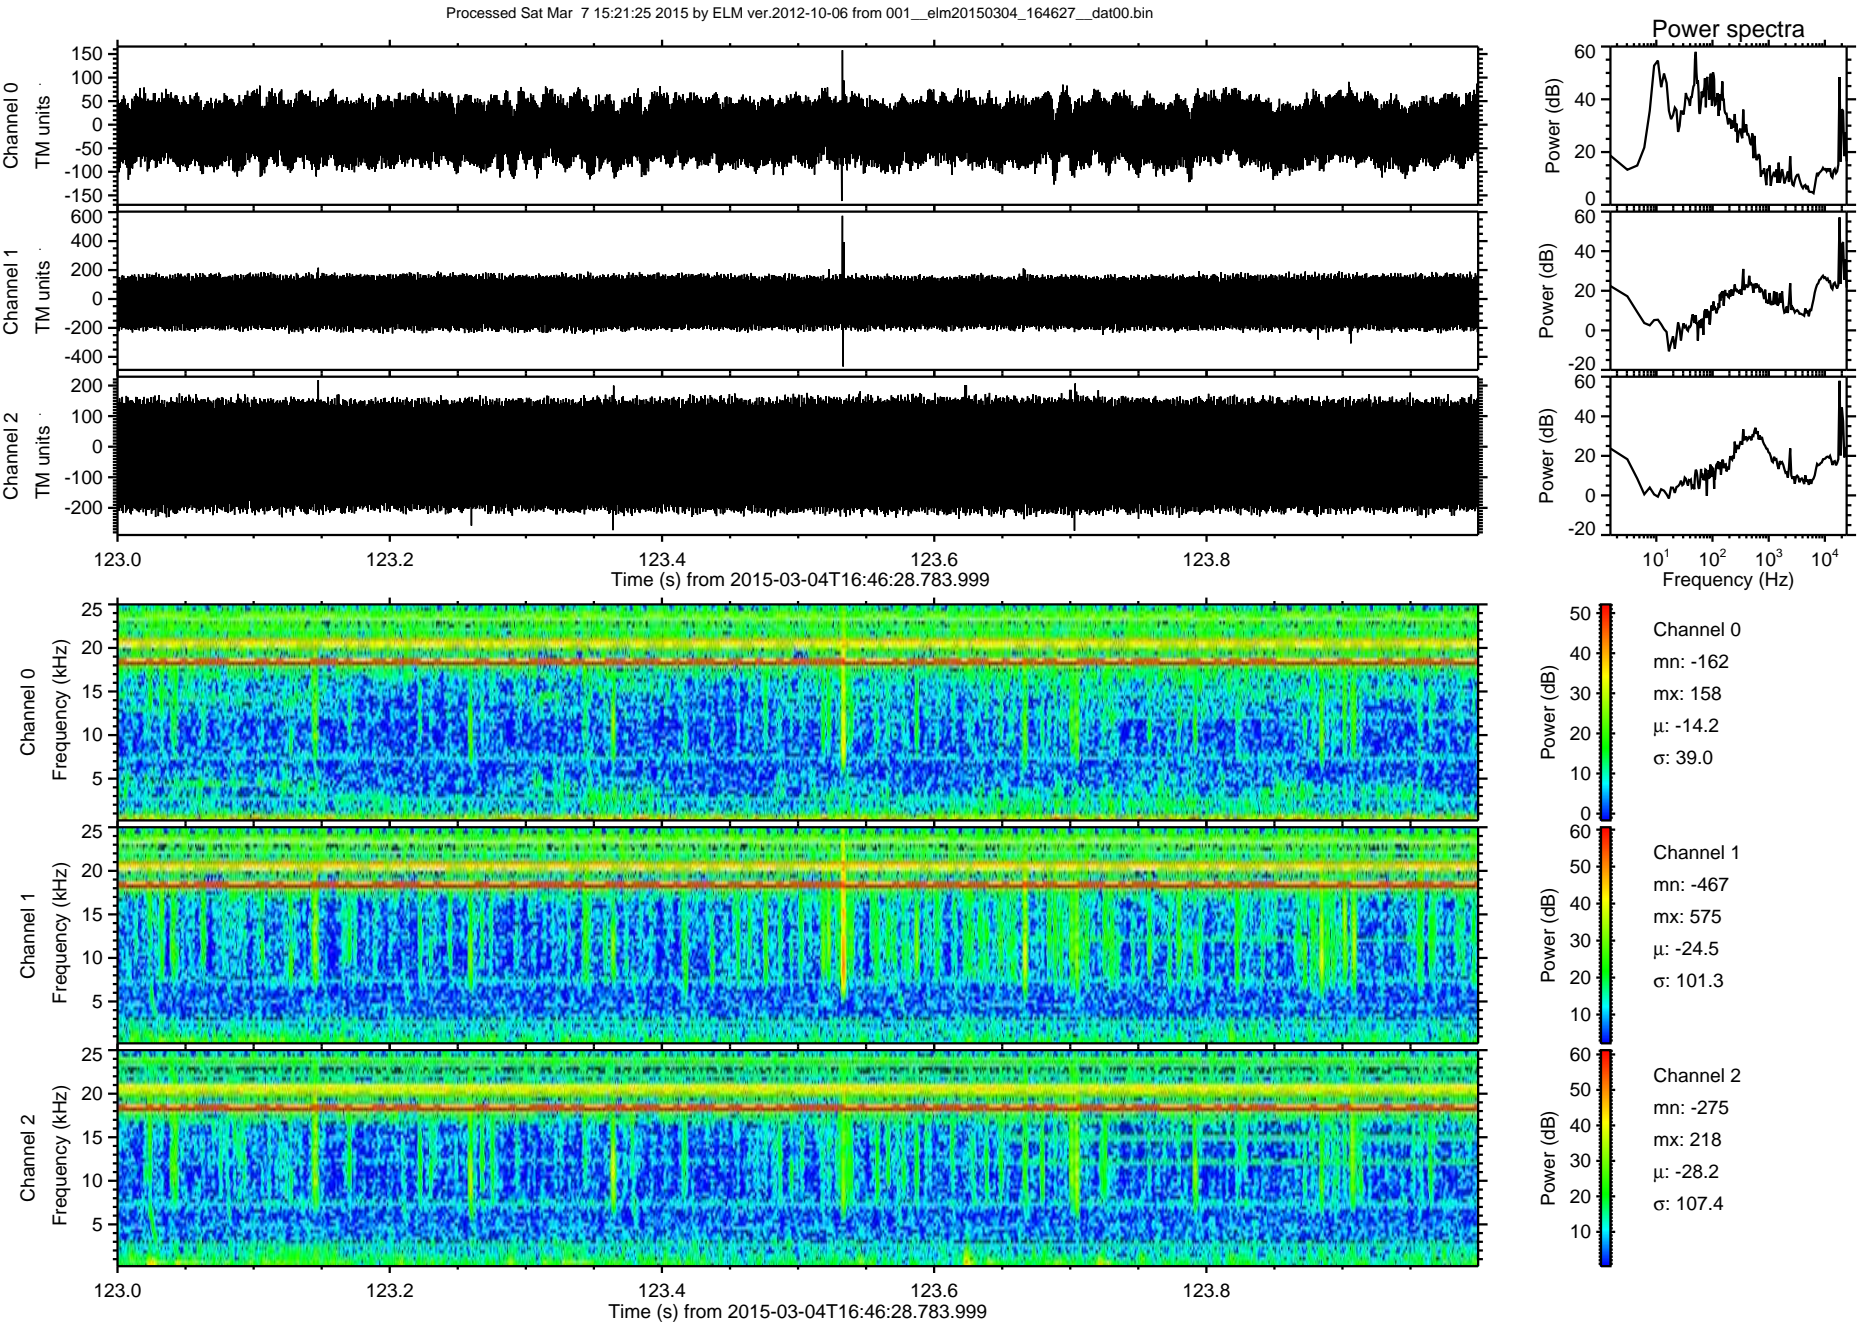 Processed Sat Mar 7 15:21:25 2015 by ELM ver.2012-10-06 from 001__elm20150304_164627__dat00.bin
Power spectra
Channel 0
TM units
150
100
50
0
-50
-100
-150
Power (dB)
60
40
20
0
Channel 1
TM units
600
400
200
0
-200
-400
Power (dB)
60
40
20
0
-20
Channel 2
TM units
200
100
0
-100
-200
Power (dB)
60
40
20
0
-20
123.0 123.2 123.4 123.6 123.8
Time (s) from 2015-03-04T16:46:28.783.999
10^1 10^2 10^3 10^4
Frequency (Hz)
Channel 0
Frequency (kHz)
25
20
15
10
5
Power (dB)
50
40
30
20
10
0
Channel 0
mn: -162
mx: 158
μ: -14.2
σ: 39.0
Channel 1
Frequency (kHz)
25
20
15
10
5
Power (dB)
60
50
40
30
20
10
Channel 1
mn: -467
mx: 575
μ: -24.5
σ: 101.3
Channel 2
Frequency (kHz)
25
20
15
10
5
Power (dB)
60
50
40
30
20
10
Channel 2
mn: -275
mx: 218
μ: -28.2
σ: 107.4
123.0 123.2 123.4 123.6 123.8
Time (s) from 2015-03-04T16:46:28.783.999